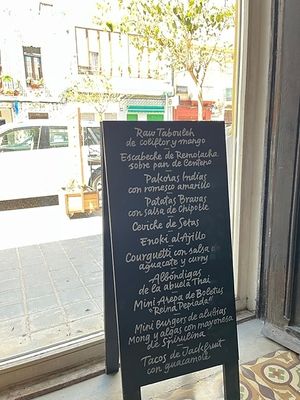 Raw Tabouleh
de coliflor y mango
Escabeche de Remolacha
sobre pan de Centeno
Pakoras Indias
con romesco amarillo
Patatas Bravas
con salsa de Chipotle
Ceviche de Setas
Enoki al Ajillo
Courguetti con salsa de
aguacate y curry
Albóndigas
de la abuela Thai
Mini Arepa de Boletus
"Reina Pepiada"
Mini Burgers de alubias
Mong y algas con mayonesa
de Spirulina
Tacos de Jackfruit
con guacamole